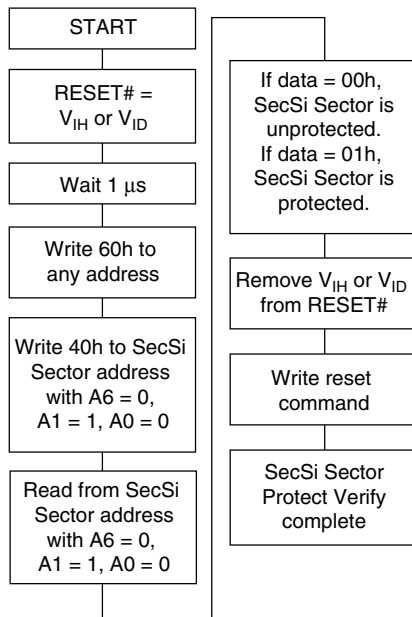 START
RESET# =
V_IH or V_ID
Wait 1 μs
Write 60h to
any address
Write 40h to SecSi
Sector address
with A6 = 0,
A1 = 1, A0 = 0
Read from SecSi
Sector address
with A6 = 0,
A1 = 1, A0 = 0
If data = 00h,
SecSi Sector is
unprotected.
If data = 01h,
SecSi Sector is
protected.
Remove V_IH or V_ID
from RESET#
Write reset
command
SecSi Sector
Protect Verify
complete